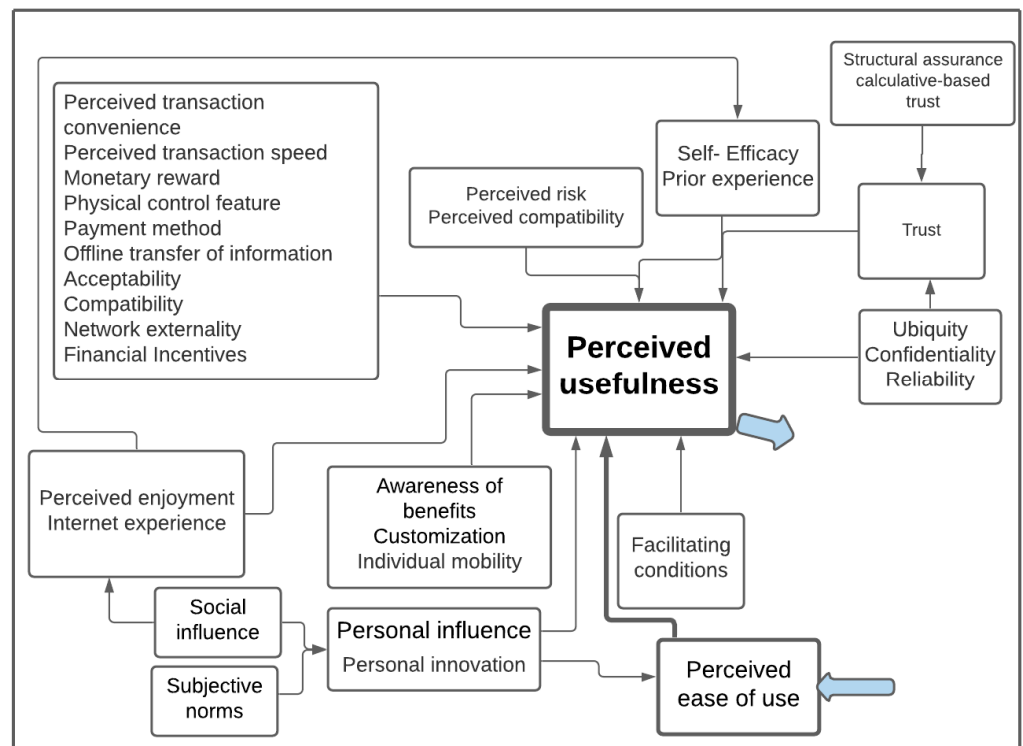 Structural assurance
calculative-based
trust
Perceived transaction
convenience
Perceived transaction speed
Monetary reward
Physical control feature
Payment method
Offline transfer of information
Acceptability
Compatibility
Network externality
Financial Incentives
Self- Efficacy
Prior experience
Perceived risk
Perceived compatibility
Trust
Perceived
usefulness
Ubiquity
Confidentiality
Reliability
Perceived enjoyment
Internet experience
Awareness of
benefits
Customization
Individual mobility
Facilitating
conditions
Social
influence
Personal influence
Personal innovation
Subjective
norms
Perceived
ease of use